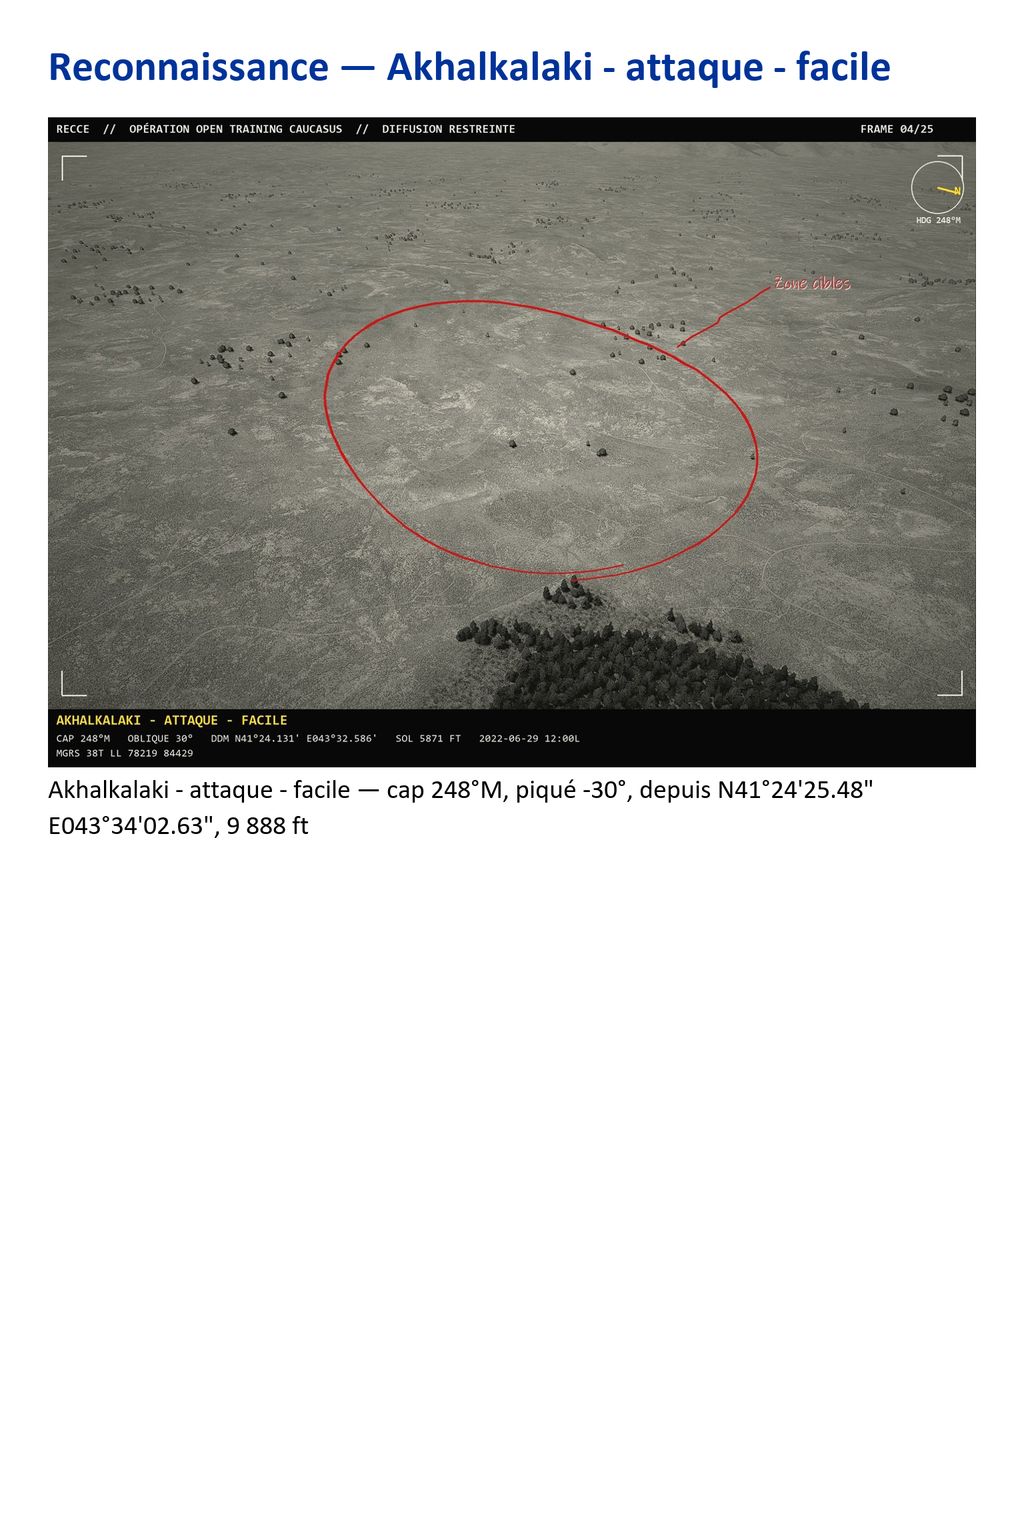 Reconnaissance — Akhalkalaki - attaque - facile
RECCE // OPÉRATION OPEN TRAINING CAUCASUS // DIFFUSION RESTREINTE FRAME 04/25
N
HDG 248°M
Zone cibles
AKHALKALAKI - ATTAQUE - FACILE
CAP 248°M OBLIQUE 30° DDM N41°24.131' E043°32.586' SOL 5871 FT 2022-06-29 12:00L
MGRS 38T LL 78219 84429
Akhalkalaki - attaque - facile — cap 248°M, piqué -30°, depuis N41°24'25.48"
E043°34'02.63", 9 888 ft